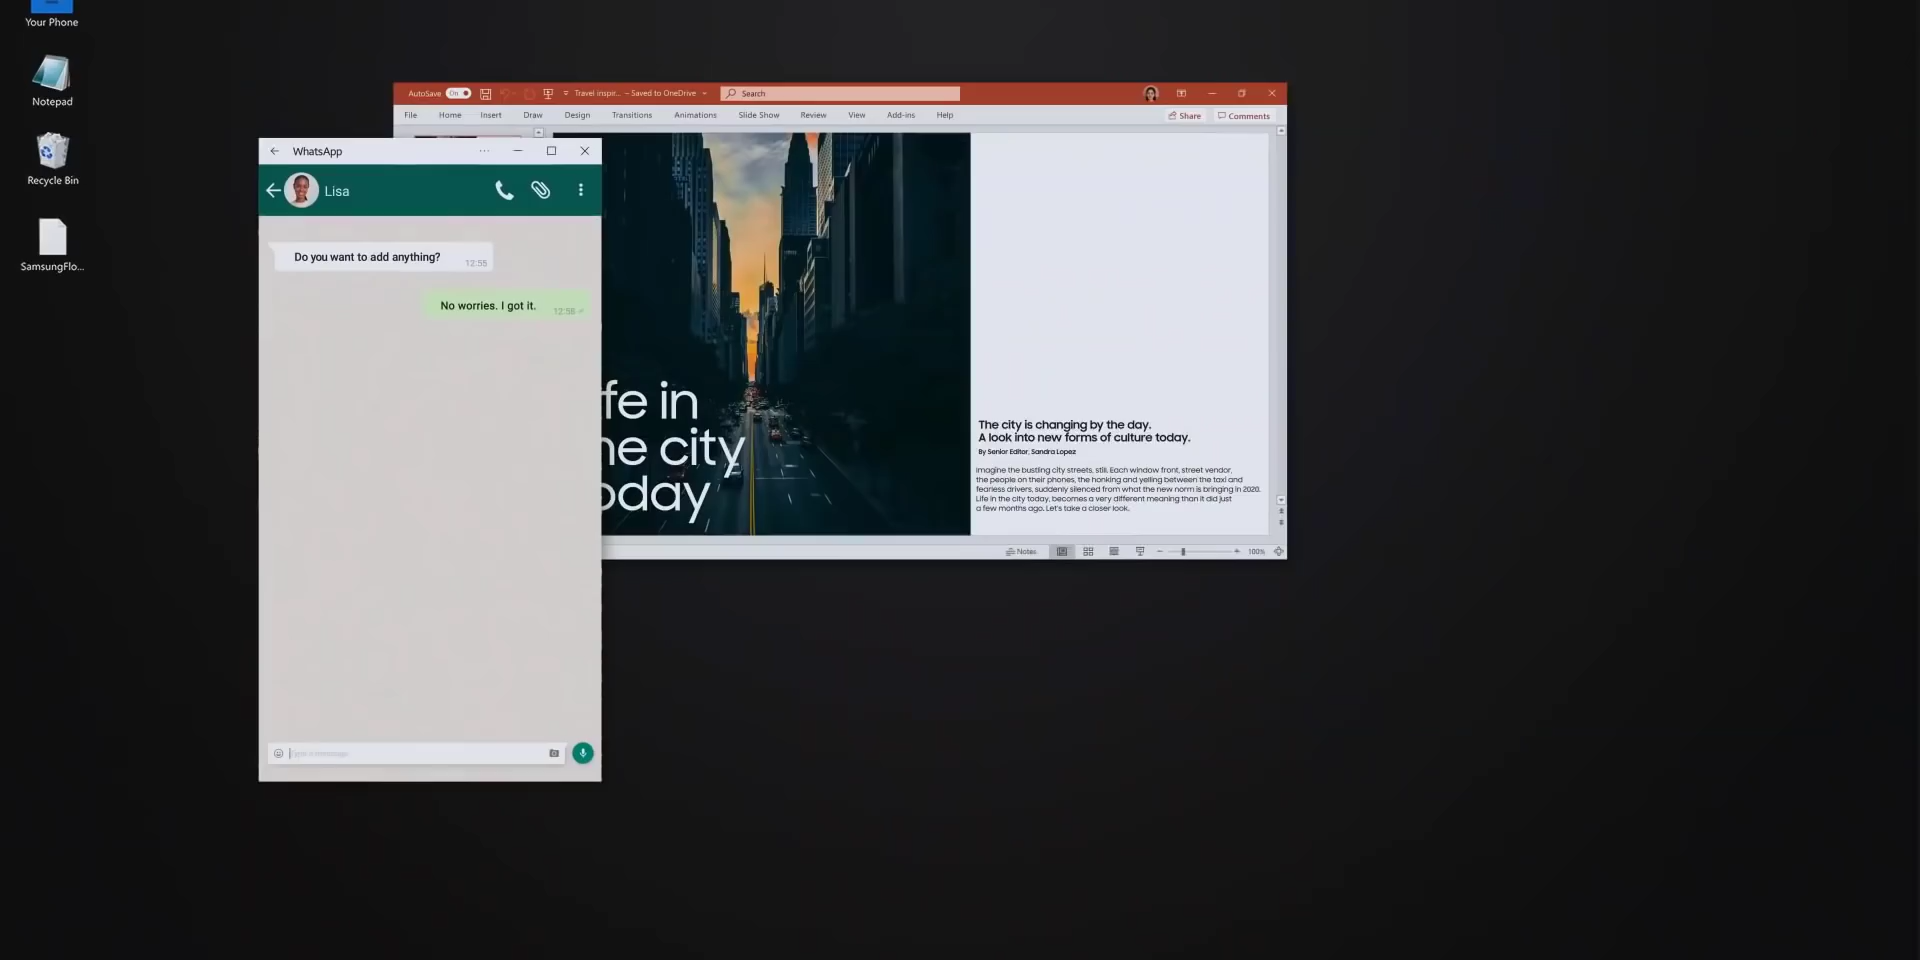 Your Phone
Notepad
Recycle Bin
SamsungFlo...
AutoSave On
Travel inspir... – Saved to OneDrive
Search
File Home Insert Draw Design Transitions Animations Slide Show Review View Add-ins Help
Share Comments
WhatsApp
Lisa
Do you want to add anything?
12:55
No worries. I got it.
Type a message
fe in
he city
oday
The city is changing by the day.
A look into new forms of culture today.
By Senior Editor, Sandra Lopez
Imagine the bustling city streets, still. Each window front, street vendor,
the people on their phones, the honking and yelling between the taxi and
fearless drivers, suddenly silenced from what the new norm is bringing in 2020.
Life in the city today, becomes a very different meaning than it did just
a few months ago. Let's take a closer look.
Notes
100%